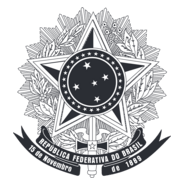 REPÚBLICA FEDERATIVA DO BRASIL
15 de Novembro
de 1889